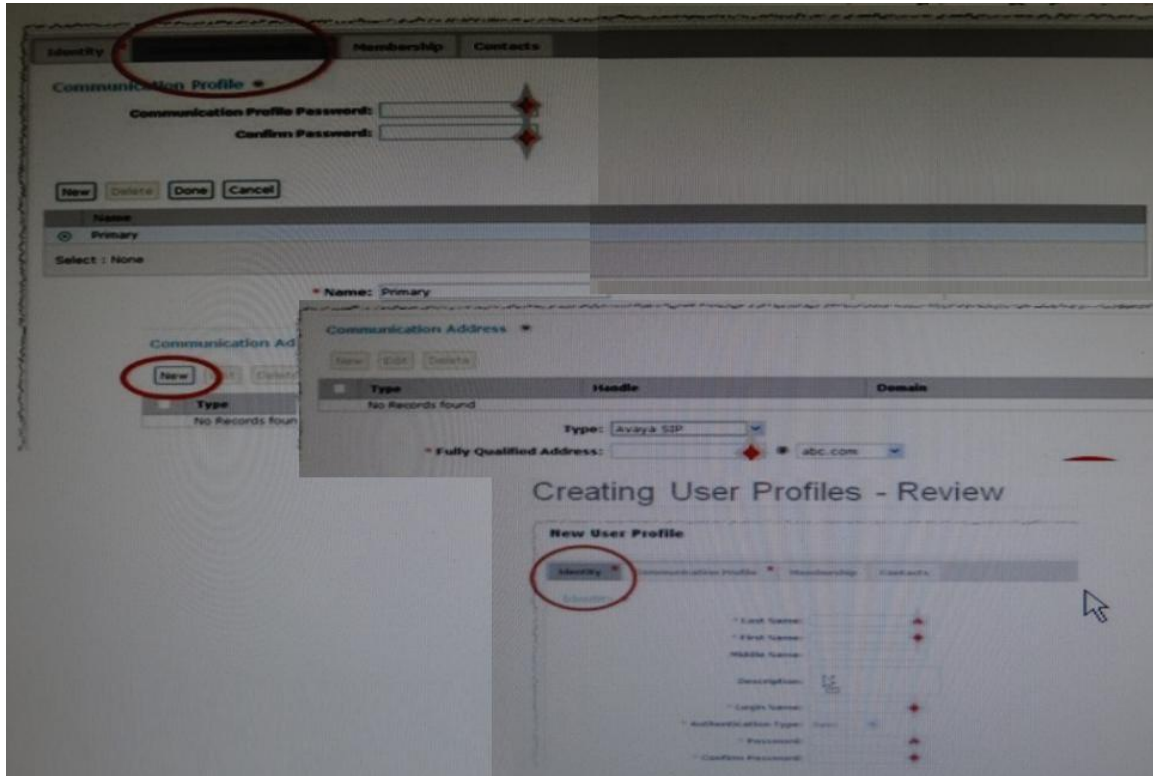 Identity * Membership Contacts
Communication Profile
Communication Profile Password:
Confirm Password:
New Delete Done Cancel
Name
Primary
Select : None
* Name: Primary
Communication Ad
New Edit Delete
Type
No Records foun
Communication Address
New Edit Delete
Type Handle Domain
No Records found
Type: Avaya SIP
* Fully Qualified Address: abc.com
Creating User Profiles - Review
New User Profile
Identity * Communication Profile * Membership Contacts
Identity
* Last Name:
* First Name:
Middle Name:
Description:
* Login Name:
* Authentication Type:
* Password:
* Confirm Password: